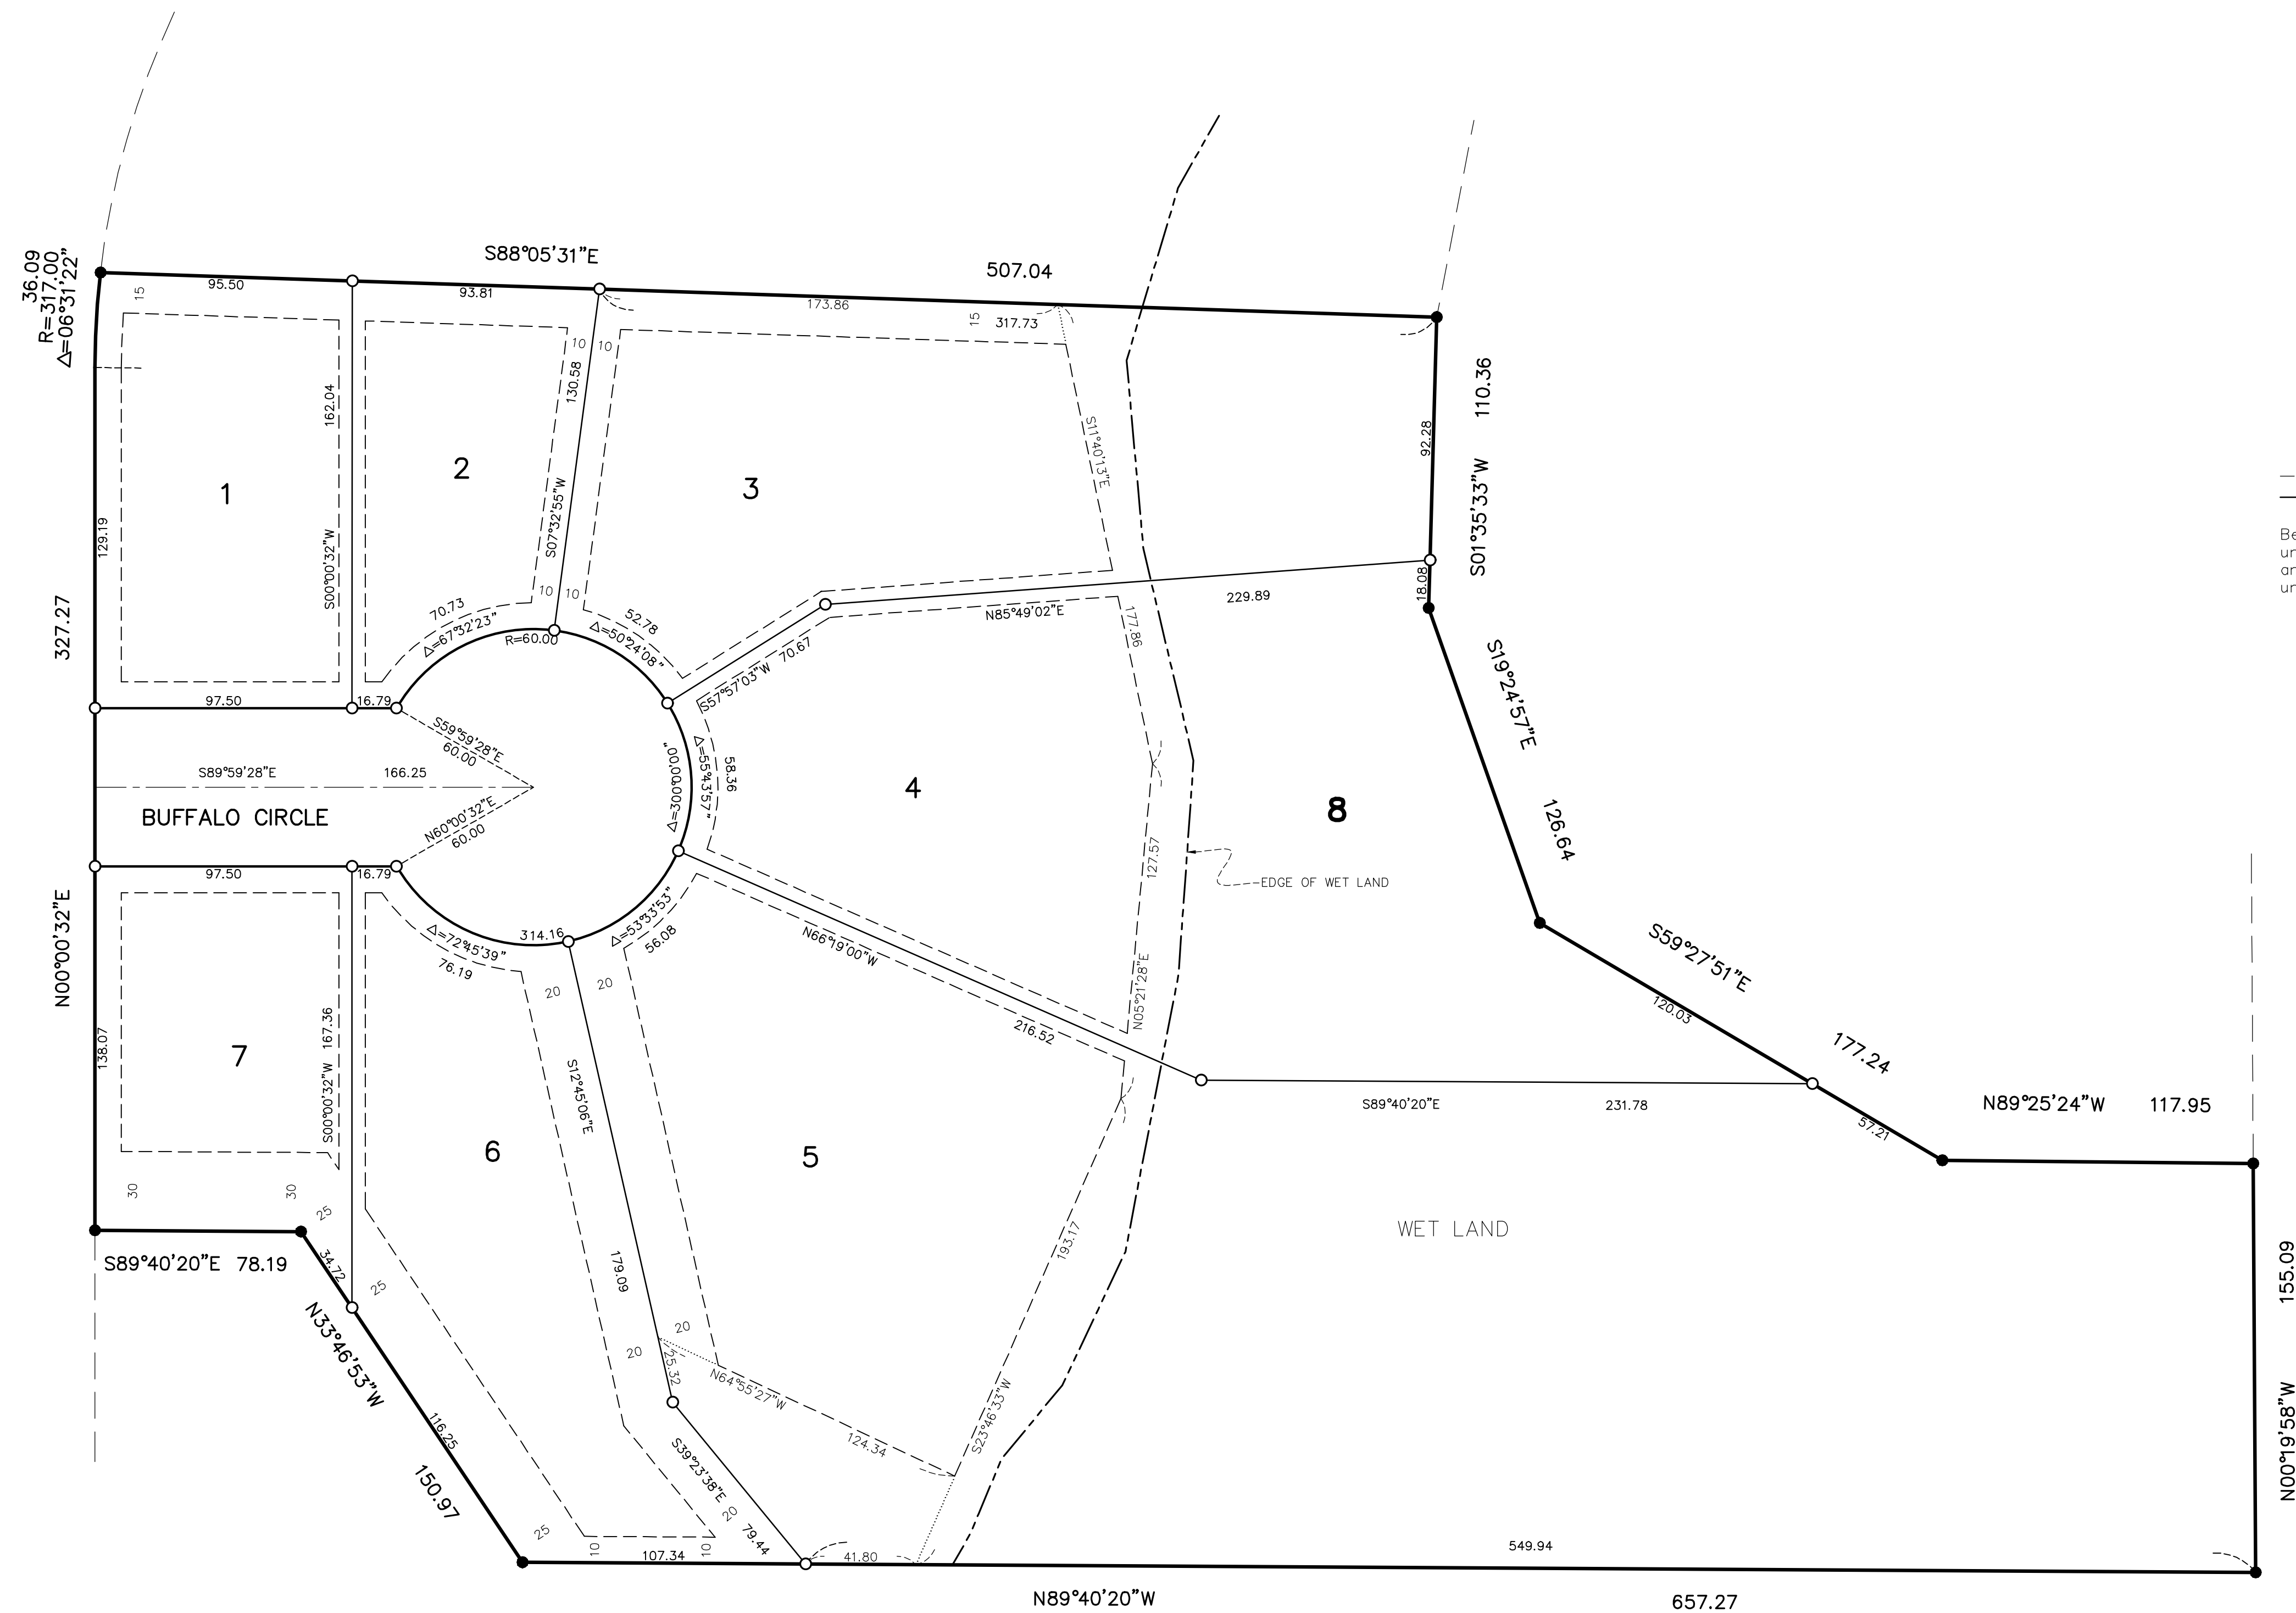 36.09
R=317.00
Δ=06°31'22"
S88°05'31"E
507.04
95.50
93.81
173.86
317.73
15
15
10
10
162.04
130.58
S11°40'13"E
92.28
110.36
S01°35'33"W
1
2
3
129.19
S00°00'32"W
S07°32'55"W
10
10
18.08
70.73
Δ=67°32'23"
R=60.00
52.78
Δ=50°24'08"
229.89
N85°49'02"E
177.86
327.27
S57°57'03"W 70.67
97.50
16.79
S59°59'28"E
60.00
S19°24'57"E
126.64
S89°59'28"E
166.25
Δ=300°00'00"
Δ=55°43'57"
58.36
4
8
BUFFALO CIRCLE
N60°00'32"E
60.00
127.57
EDGE OF WET LAND
97.50
16.79
N00°00'32"E
Δ=72°45'39"
76.19
314.16
Δ=53°33'53"
56.08
N66°19'00"W
216.52
N05°21'28"E
S59°27'51"E
120.03
177.24
57.21
20
20
138.07
7
167.36
S00°00'32"W
S12°45'06"E
S89°40'20"E
231.78
N89°25'24"W
117.95
6
5
30
30
25
WET LAND
193.17
S89°40'20"E 78.19
34.72
25
179.09
155.09
N33°46'53"W
20
20
25.32
N64°55'27"W
124.34
S23°46'33"W
116.25
150.97
S39°23'38"E
20
79.44
N00°19'58"W
25
10
107.34
10
41.80
549.94
N89°40'20"W
657.27
Be
ur
ar
ur